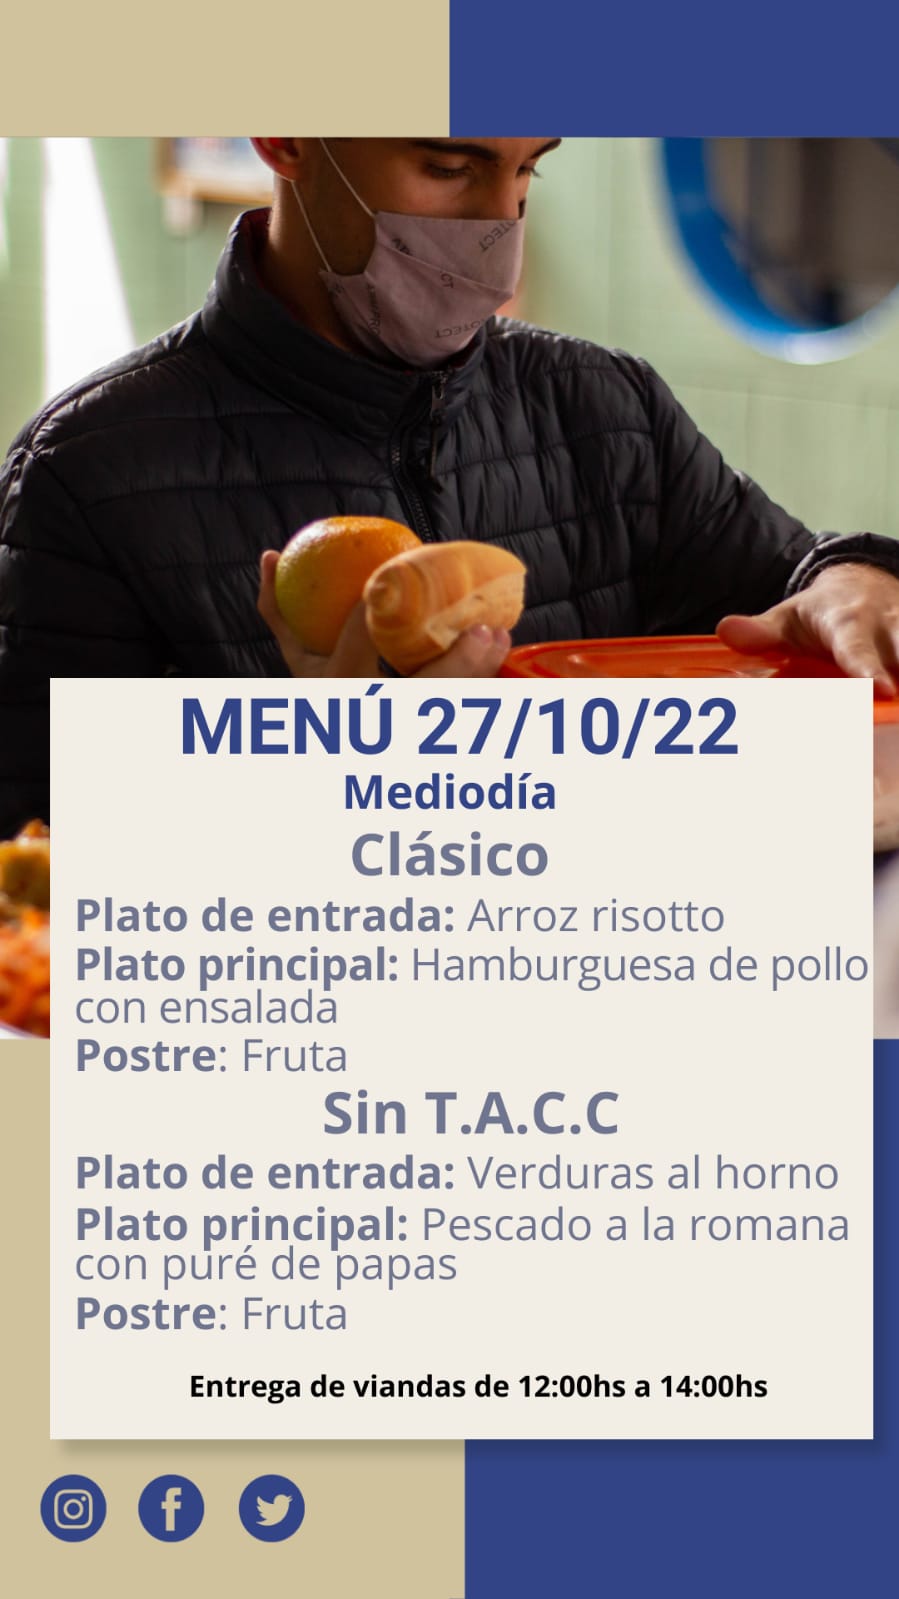 MENÚ 27/10/22
Mediodía
Clásico
Plato de entrada: Arroz risotto
Plato principal: Hamburguesa de pollo
con ensalada
Postre: Fruta
Sin T.A.C.C
Plato de entrada: Verduras al horno
Plato principal: Pescado a la romana
con puré de papas
Postre: Fruta
Entrega de viandas de 12:00hs a 14:00hs